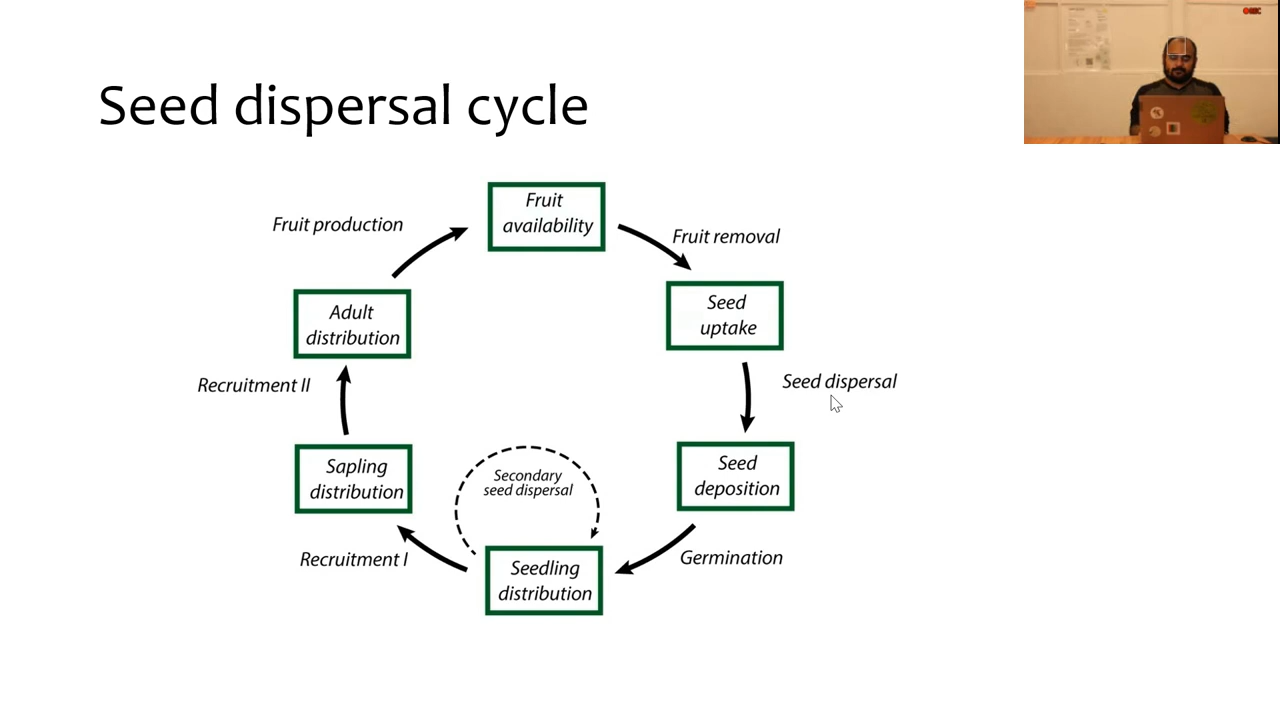 Seed dispersal cycle
Fruit
availability
Fruit production
Fruit removal
Seed
uptake
Adult
distribution
Recruitment II
Seed dispersal
Sapling
distribution
Secondary
seed dispersal
Seed
deposition
Recruitment I
Germination
Seedling
distribution